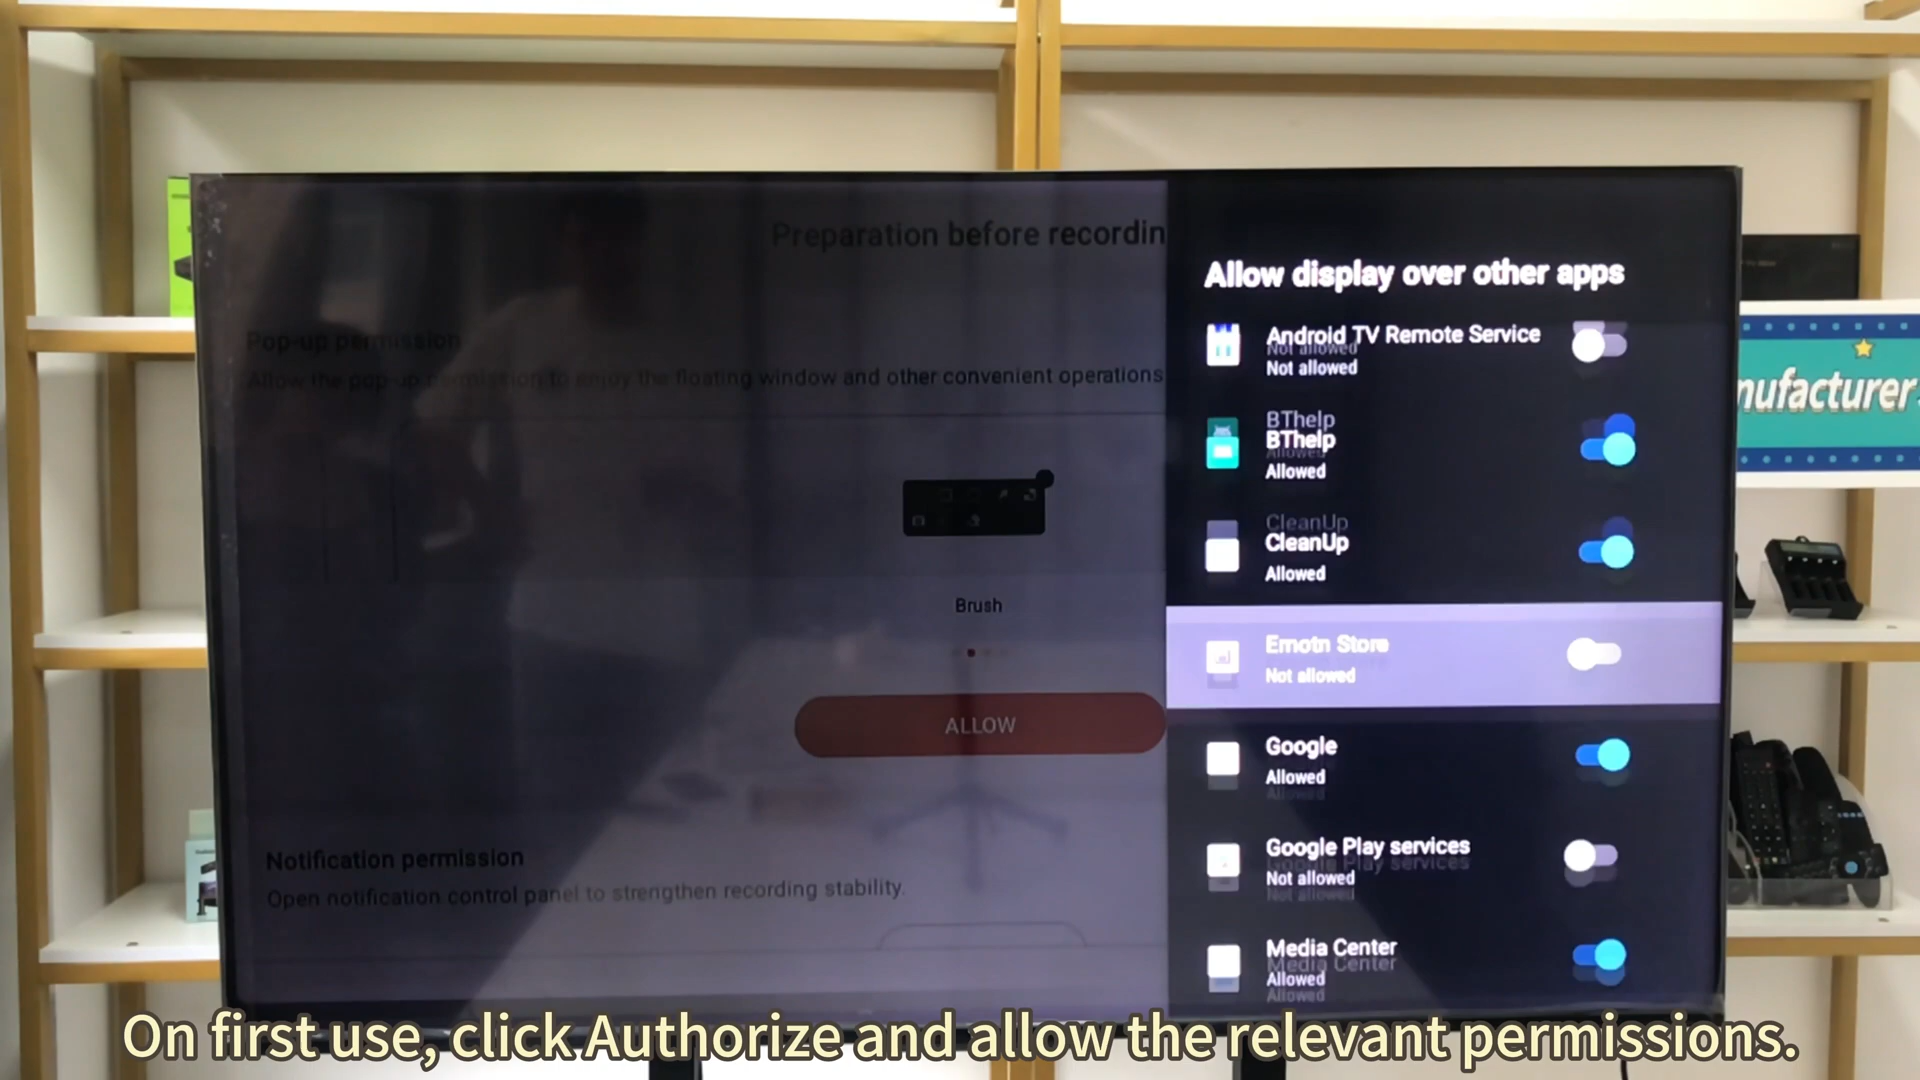 Preparation before recordin
Pop-up permission
Allow the pop-up permission to enjoy the floating window and other convenient operations
Brush
ALLOW
Notification permission
Open notification control panel to strengthen recording stability.
Allow display over other apps
Android TV Remote Service
Not allowed
BThelp
Allowed
CleanUp
Allowed
Emotn Store
Not allowed
Google
Allowed
Google Play services
Not allowed
Media Center
Allowed
nufacturer
On first use, click Authorize and allow the relevant permissions.